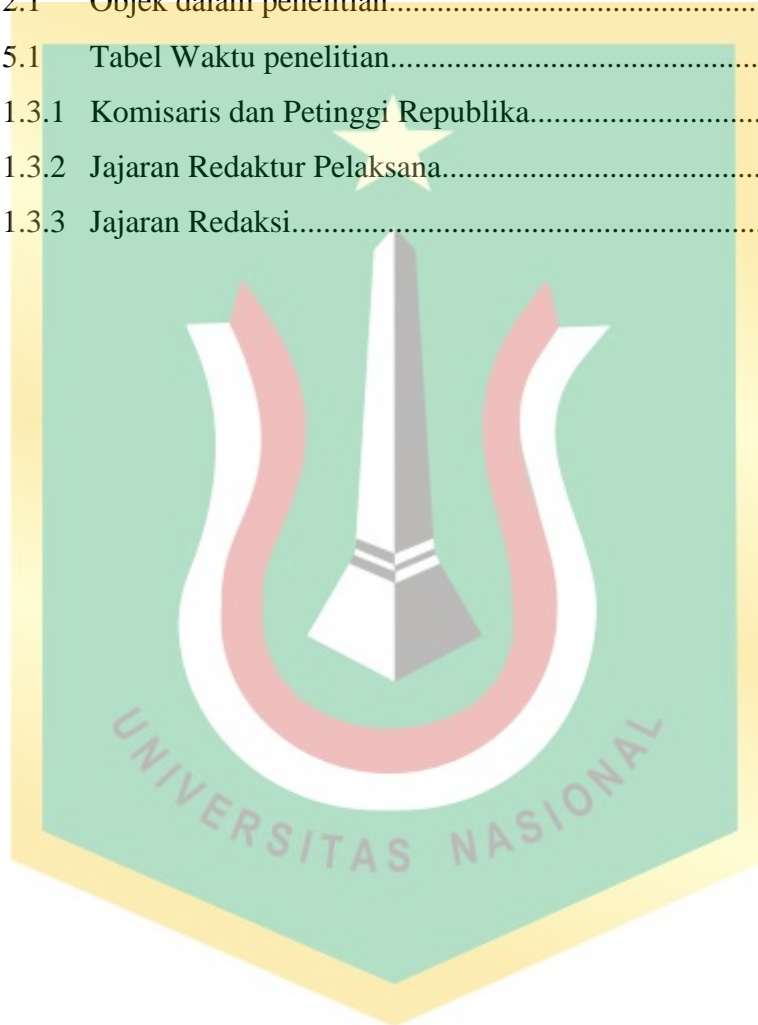 2.1 Objek dalam penelitian........................................
5.1 Tabel Waktu penelitian........................................
1.3.1 Komisaris dan Petinggi Republika........................
1.3.2 Jajaran Redaktur Pelaksana..................................
1.3.3 Jajaran Redaksi....................................................
UNIVERSITAS NASIONAL